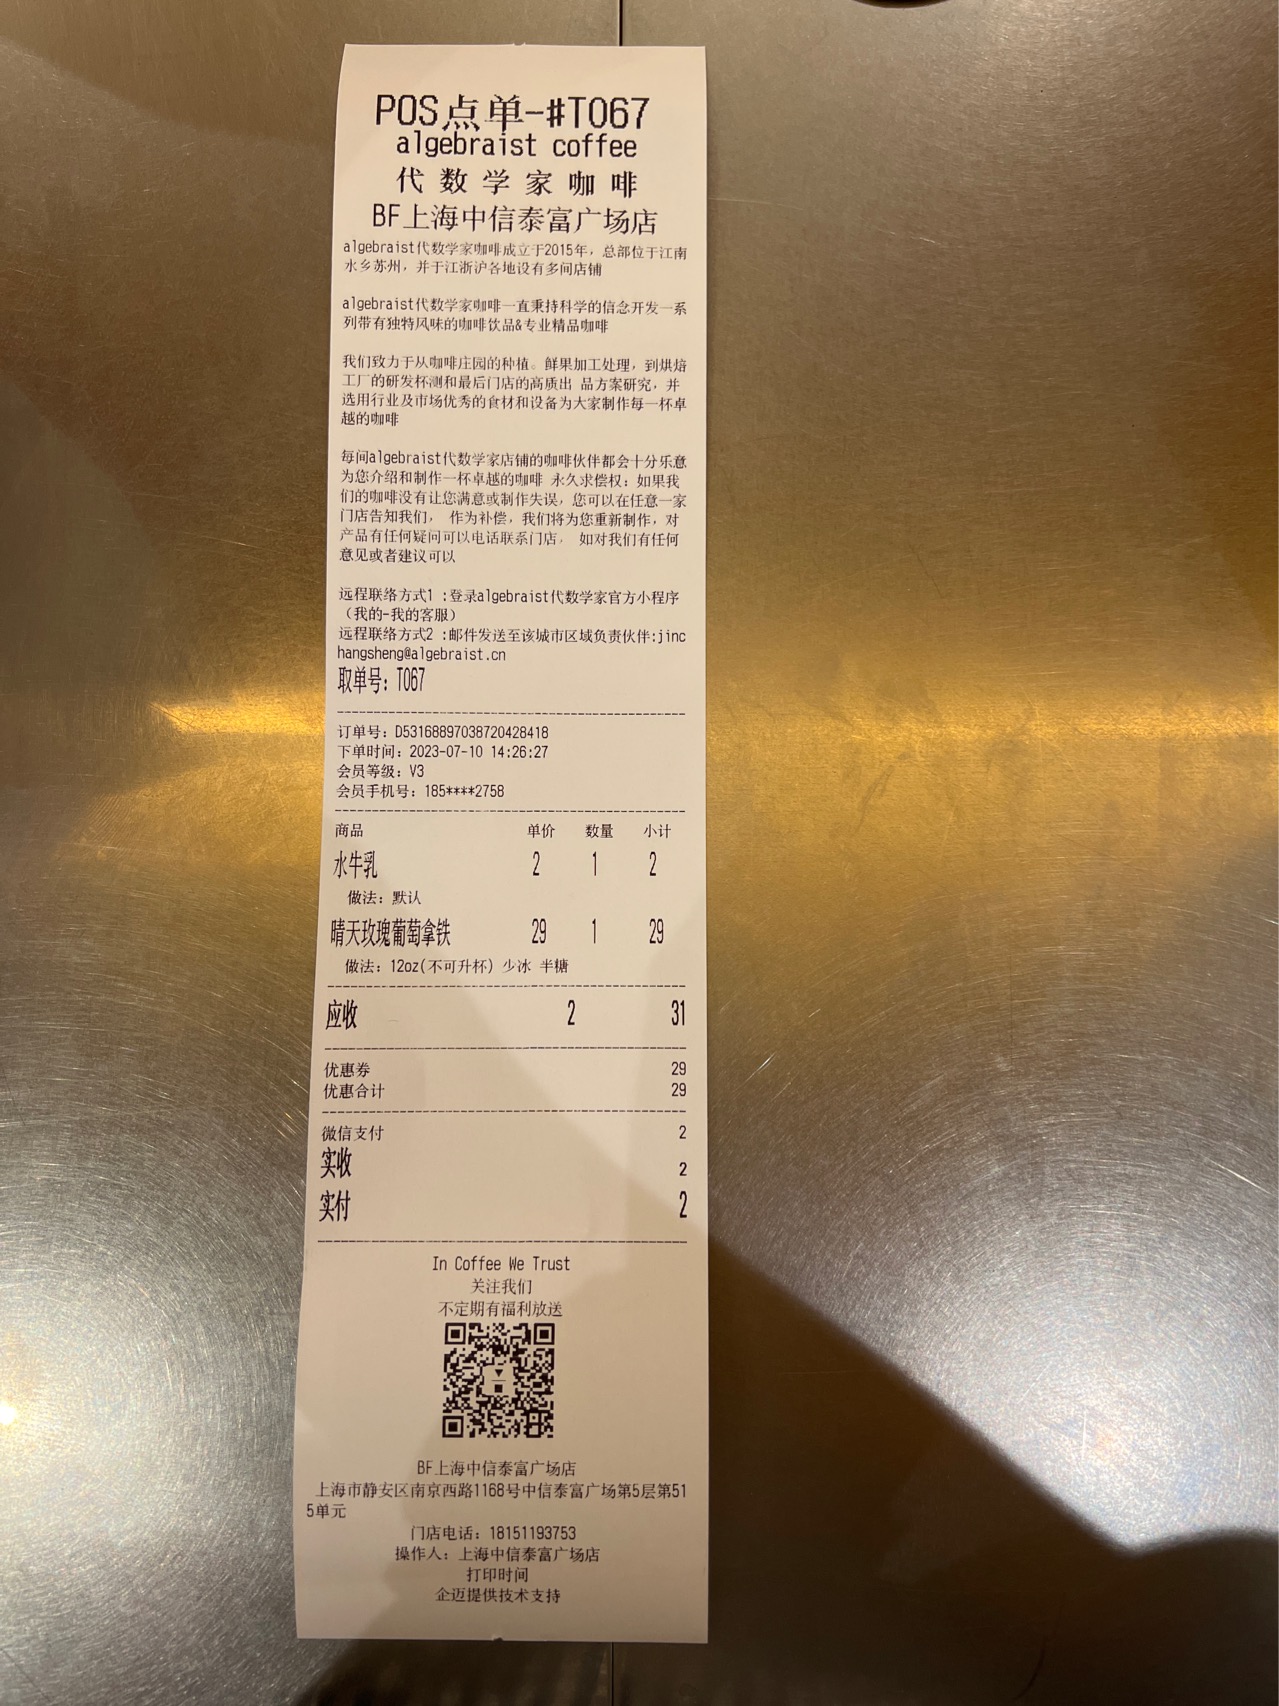 POS点单-#T067
algebraist coffee
代数学家咖啡
BF上海中信泰富广场店
algebraist代数学家咖啡成立于2015年，总部位于江南
水乡苏州，并于江浙沪各地设有多间店铺
algebraist代数学家咖啡一直秉持科学的信念开发一系
列带有独特风味的咖啡饮品&专业精品咖啡
我们致力于从咖啡庄园的种植。鲜果加工处理，到烘焙
工厂的研发杯测和最后门店的高质出 品方案研究，并
选用行业及市场优秀的食材和设备为大家制作每一杯卓
越的咖啡
每间algebraist代数学家店铺的咖啡伙伴都会十分乐意
为您介绍和制作一杯卓越的咖啡 永久求偿权：如果我
们的咖啡没有让您满意或制作失误，您可以在任意一家
门店告知我们， 作为补偿，我们将为您重新制作，对
产品有任何疑问可以电话联系门店， 如对我们有任何
意见或者建议可以
远程联络方式1 :登录algebraist代数学家官方小程序
（我的-我的客服）
远程联络方式2 :邮件发送至该城市区域负责伙伴:jinc
hangsheng@algebraist.cn
取单号：T067
订单号：D53168897038720428418
下单时间：2023-07-10 14:26:27
会员等级：V3
会员手机号：185****2758
商品 单价 数量 小计
水牛乳 2 1 2
做法：默认
晴天玫瑰葡萄拿铁 29 1 29
做法：12oz(不可升杯) 少冰 半糖
应收 2 31
优惠券 29
优惠合计 29
微信支付 2
实收 2
实付 2
In Coffee We Trust
关注我们
不定期有福利放送
BF上海中信泰富广场店
上海市静安区南京西路1168号中信泰富广场第5层第51
5单元
门店电话：18151193753
操作人：上海中信泰富广场店
打印时间
企迈提供技术支持